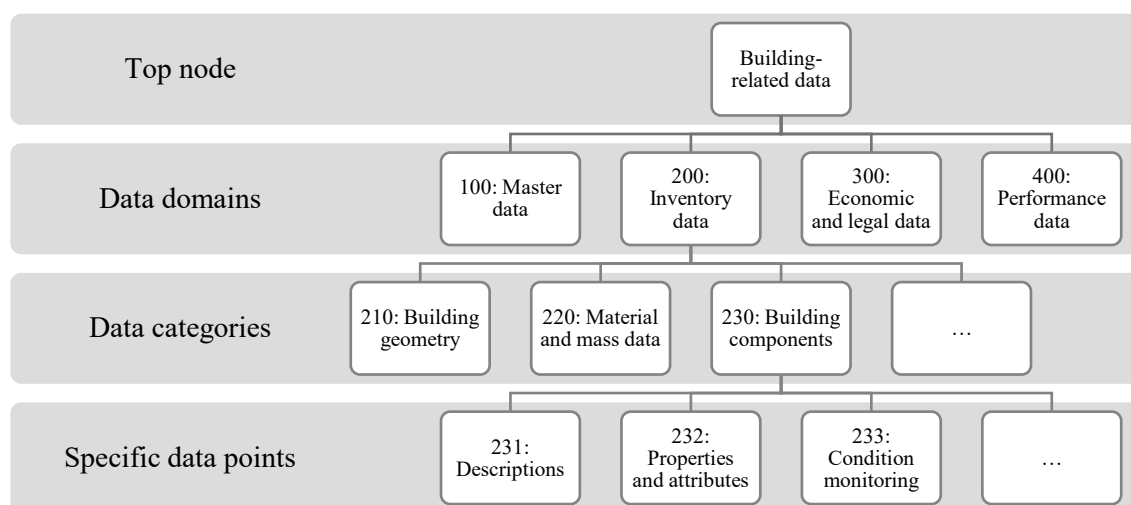 Top node
Building-
related data
Data domains
100: Master
data
200:
Inventory
data
300:
Economic
and legal data
400:
Performance
data
Data categories
210: Building
geometry
220: Material
and mass data
230: Building
components
…
Specific data points
231:
Descriptions
232:
Properties
and attributes
233:
Condition
monitoring
…